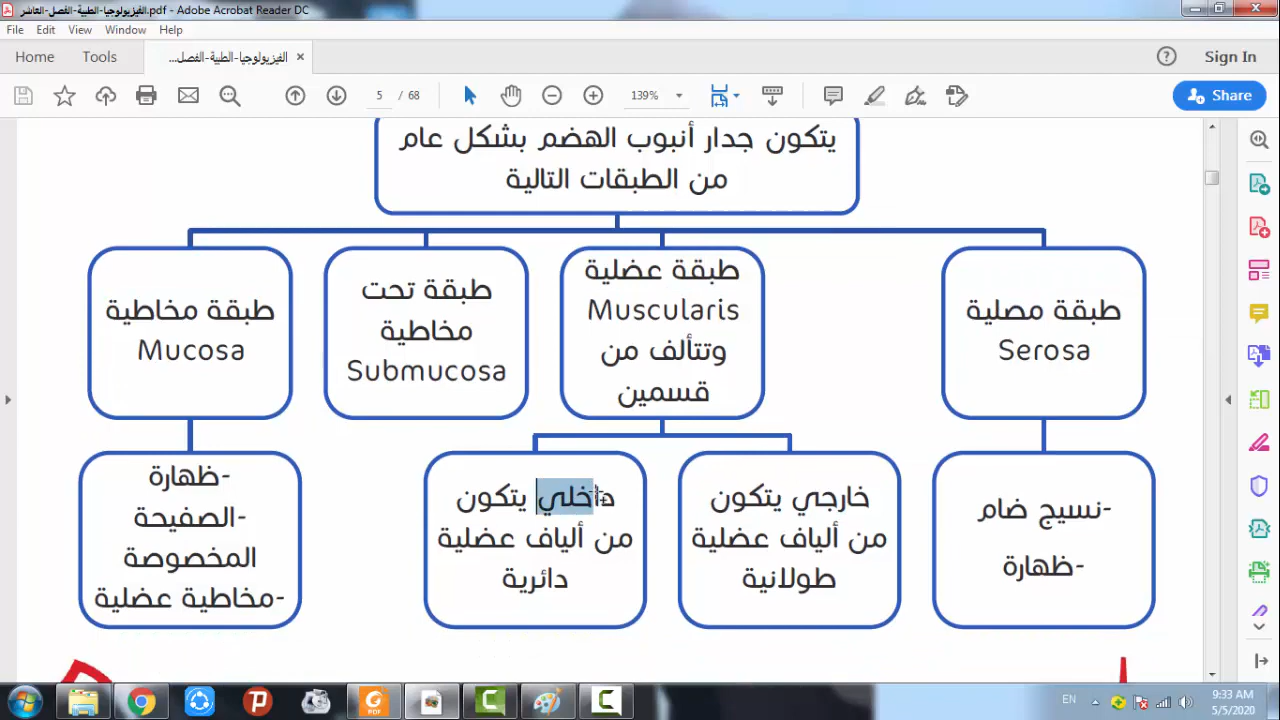 الفيزيولوجيا-الطبية-الفصل-العاشر.pdf - Adobe Acrobat Reader DC
File Edit View Window Help
Home Tools الفيزيولوجيا-الطبية-الفصل... × Sign In
5 / 68 139% Share
يتكون جدار أنبوب الهضم بشكل عام
من الطبقات التالية
طبقة مصلية
Serosa
طبقة عضلية
Muscularis
وتتألف من
قسمين
طبقة تحت
مخاطية
Submucosa
طبقة مخاطية
Mucosa
-نسيج ضام
-ظهارة
خارجي يتكون
من ألياف عضلية
طولانية
داخلي يتكون
من ألياف عضلية
دائرية
-ظهارة
-الصفيحة
المخصوصة
-مخاطية عضلية
EN 9:33 AM
5/5/2020